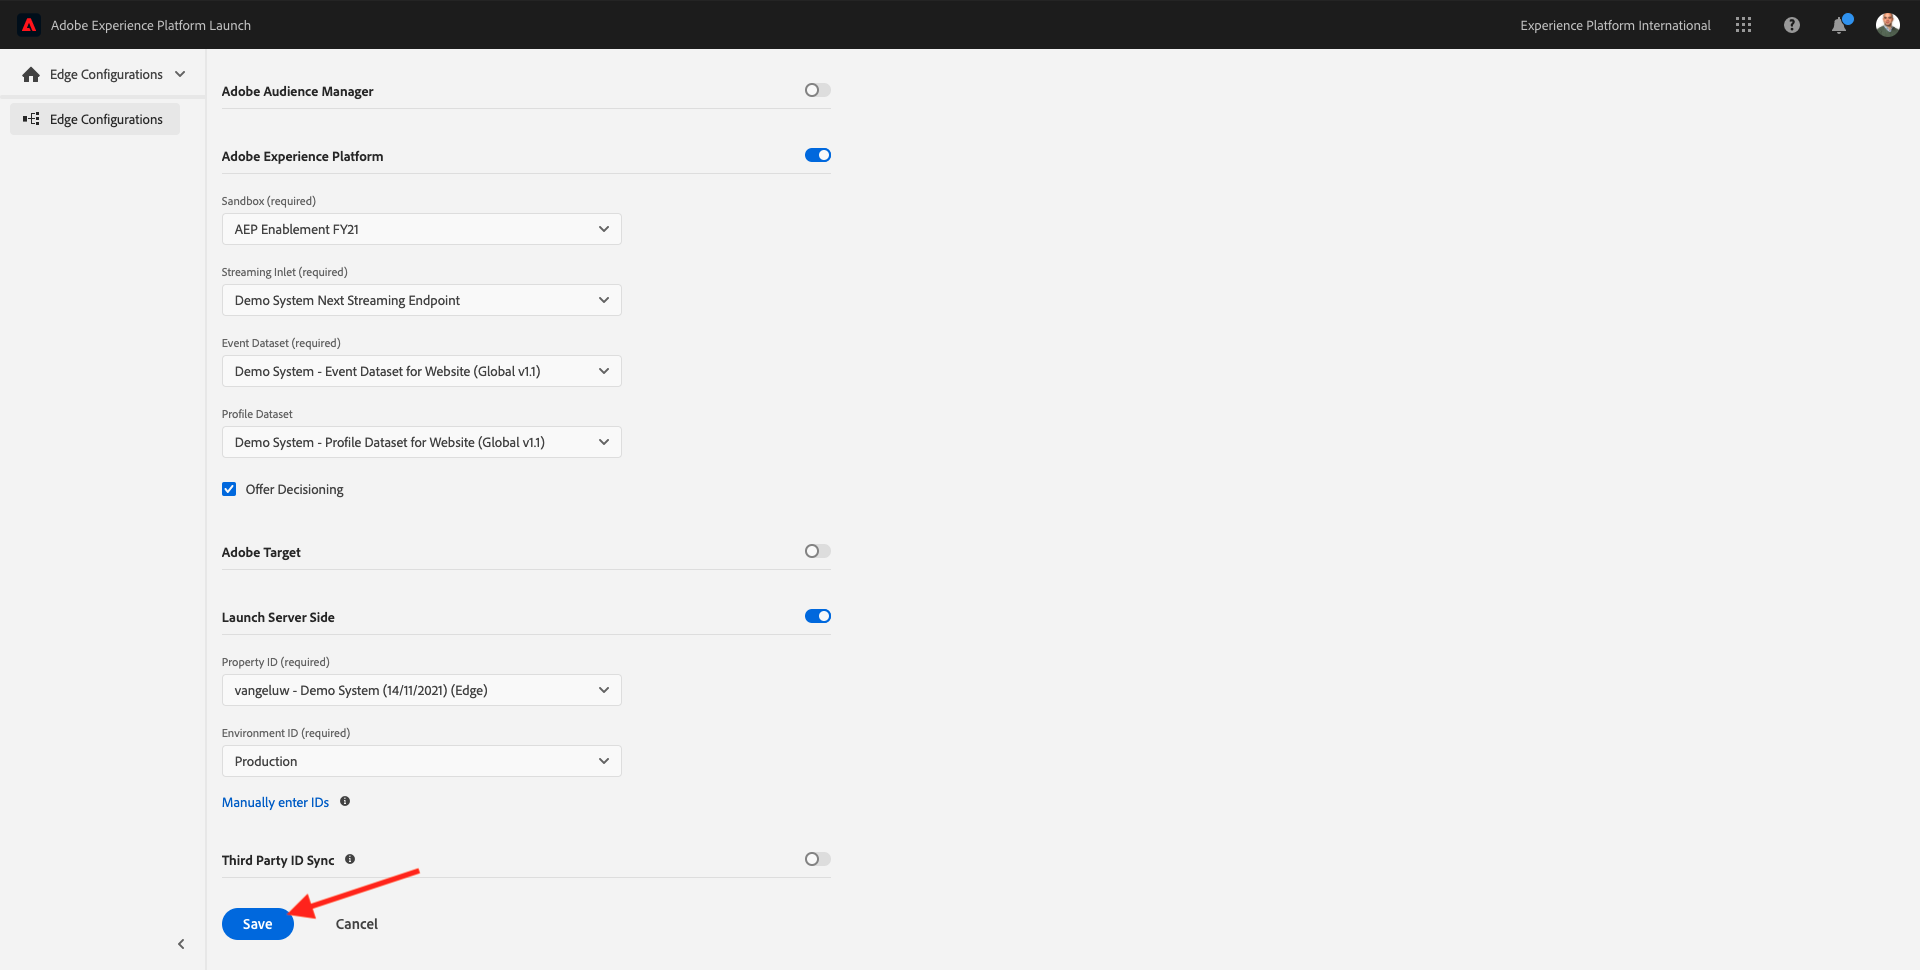 Adobe Experience Platform Launch
Experience Platform International
Edge Configurations
Edge Configurations
Adobe Audience Manager
Adobe Experience Platform
Sandbox (required)
AEP Enablement FY21
Streaming Inlet (required)
Demo System Next Streaming Endpoint
Event Dataset (required)
Demo System - Event Dataset for Website (Global v1.1)
Profile Dataset
Demo System - Profile Dataset for Website (Global v1.1)
Offer Decisioning
Adobe Target
Launch Server Side
Property ID (required)
vangeluw - Demo System (14/11/2021) (Edge)
Environment ID (required)
Production
Manually enter IDs
Third Party ID Sync
Save
Cancel